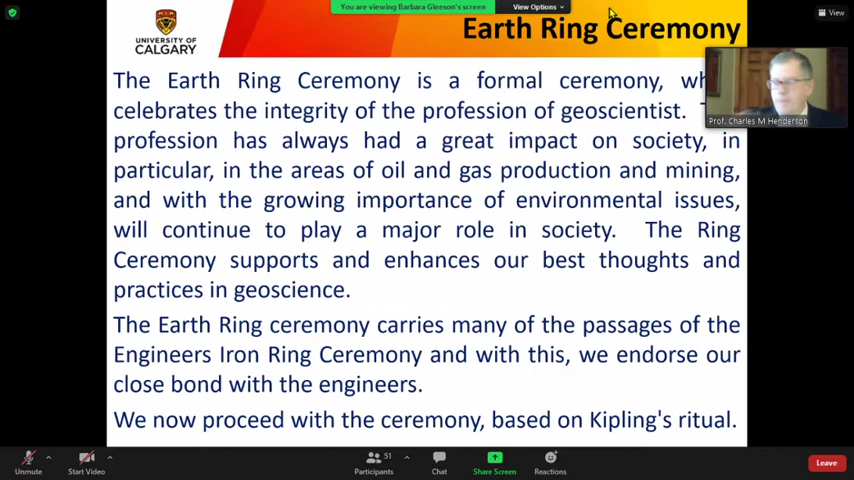 You are viewing Barbara Gleeson's screen
View Options
View
UNIVERSITY OF
CALGARY
Earth Ring Ceremony
The Earth Ring Ceremony is a formal ceremony,
celebrates the integrity of the profession of geoscientist.
profession has always had a great impact on society, in
particular, in the areas of oil and gas production and mining,
and with the growing importance of environmental issues,
will continue to play a major role in society. The Ring
Ceremony supports and enhances our best thoughts and
practices in geoscience.
The Earth Ring ceremony carries many of the passages of the
Engineers Iron Ring Ceremony and with this, we endorse our
close bond with the engineers.
We now proceed with the ceremony, based on Kipling's ritual.
Prof. Charles M Henderson
Unmute
Start Video
51
Participants
Chat
Share Screen
Reactions
Leave